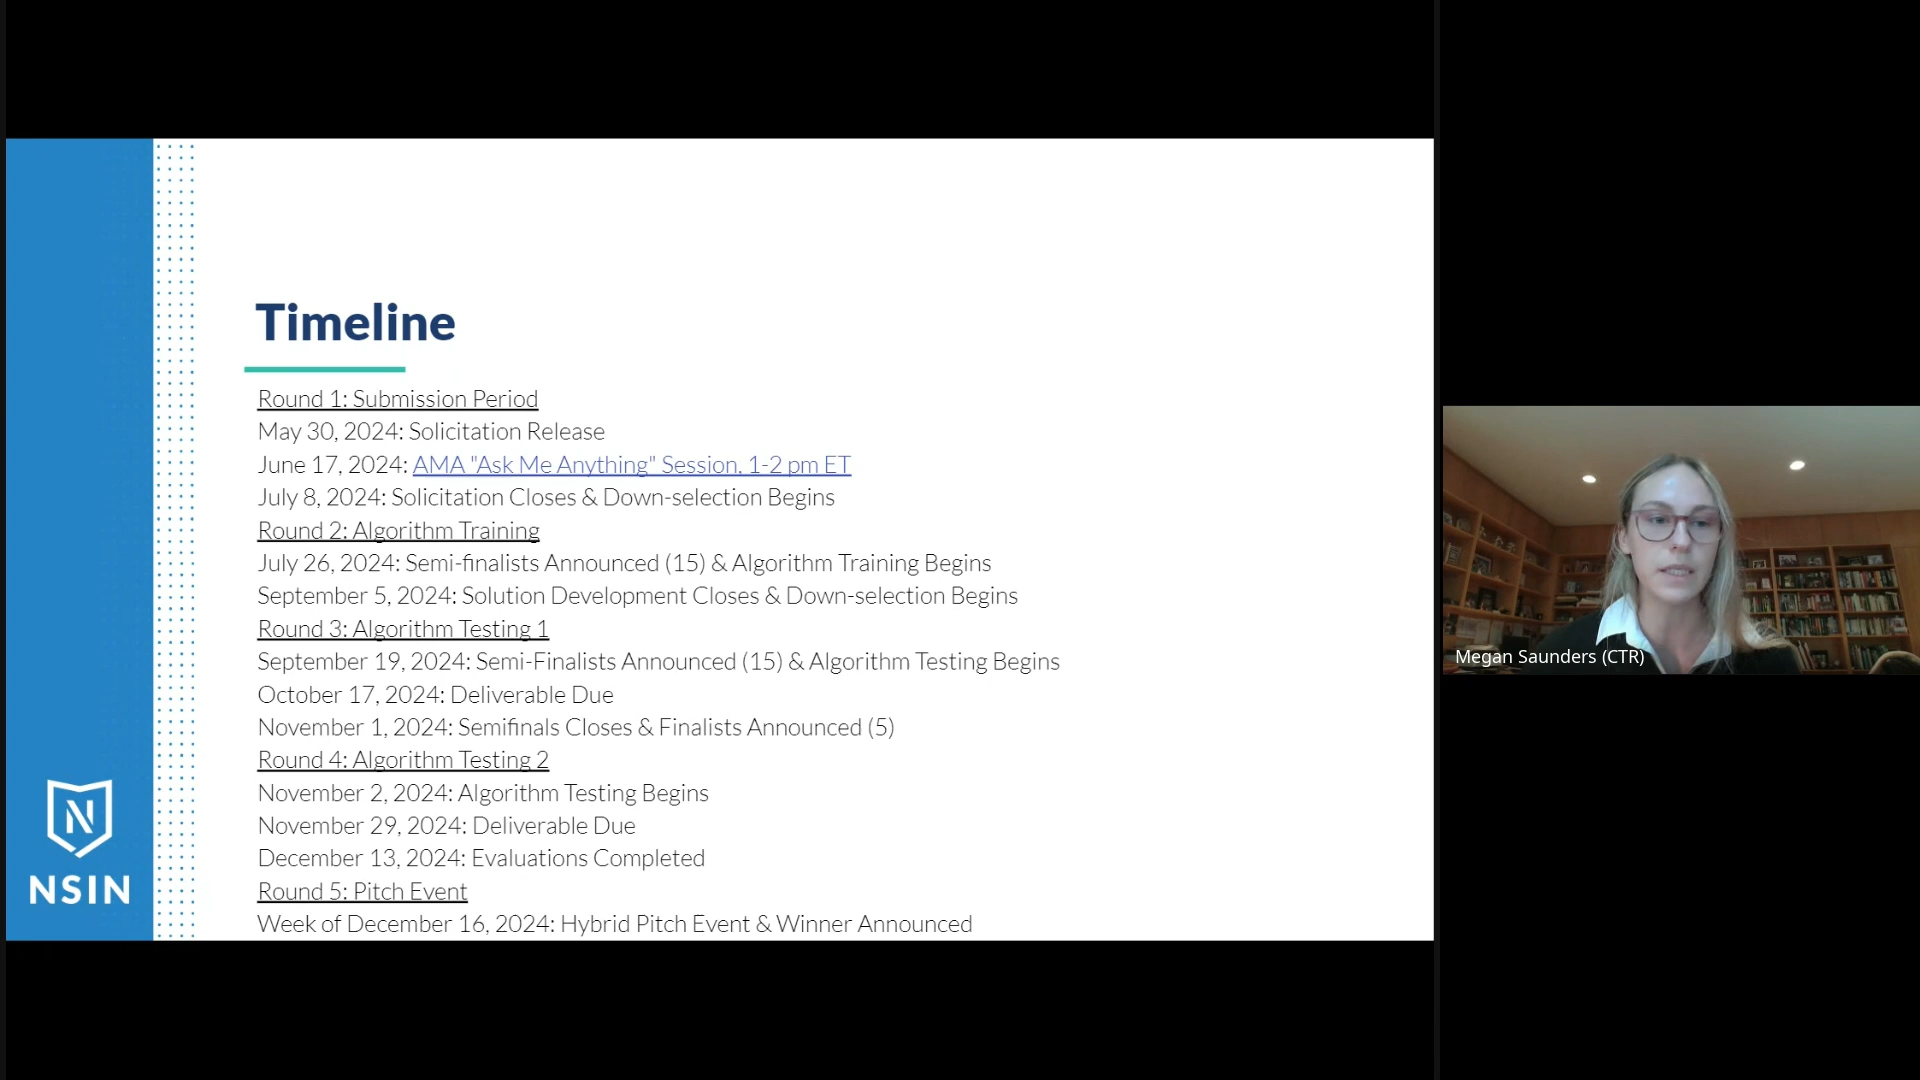 Timeline
Round 1: Submission Period
May 30, 2024: Solicitation Release
June 17, 2024: AMA "Ask Me Anything" Session, 1-2 pm ET
July 8, 2024: Solicitation Closes & Down-selection Begins
Round 2: Algorithm Training
July 26, 2024: Semi-finalists Announced (15) & Algorithm Training Begins
September 5, 2024: Solution Development Closes & Down-selection Begins
Round 3: Algorithm Testing 1
September 19, 2024: Semi-Finalists Announced (15) & Algorithm Testing Begins
October 17, 2024: Deliverable Due
November 1, 2024: Semifinals Closes & Finalists Announced (5)
Round 4: Algorithm Testing 2
November 2, 2024: Algorithm Testing Begins
November 29, 2024: Deliverable Due
December 13, 2024: Evaluations Completed
Round 5: Pitch Event
Week of December 16, 2024: Hybrid Pitch Event & Winner Announced
N
NSIN
Megan Saunders (CTR)